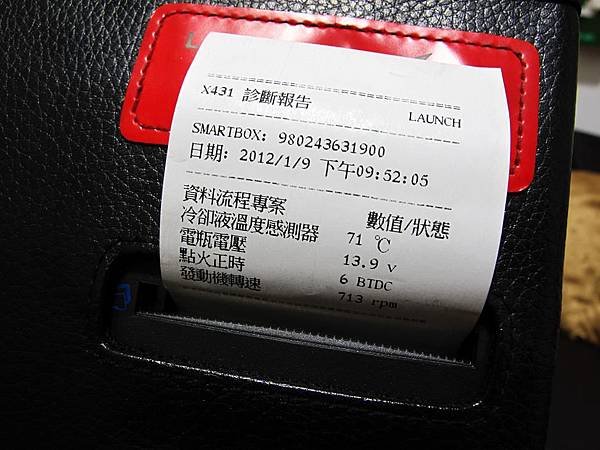 X431 診斷報告
LAUNCH
SMARTBOX: 980243631900
日期: 2012/1/9 下午09:52:05
資料流程專案 數值/狀態
冷卻液溫度感測器 71 ℃
電瓶電壓 13.9 v
點火正時 6 BTDC
發動機轉速 713 rpm